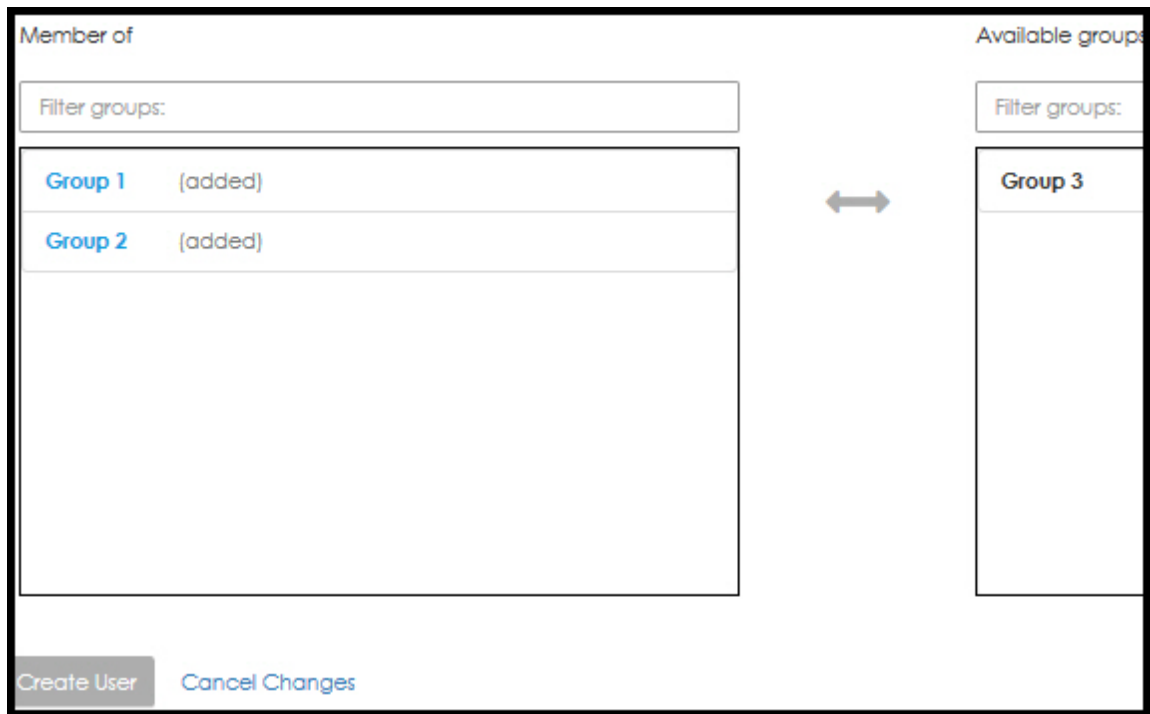 Member of
Available groups
Filter groups:
Filter groups:
Group 1 (added)
Group 3
Group 2 (added)
Create User
Cancel Changes